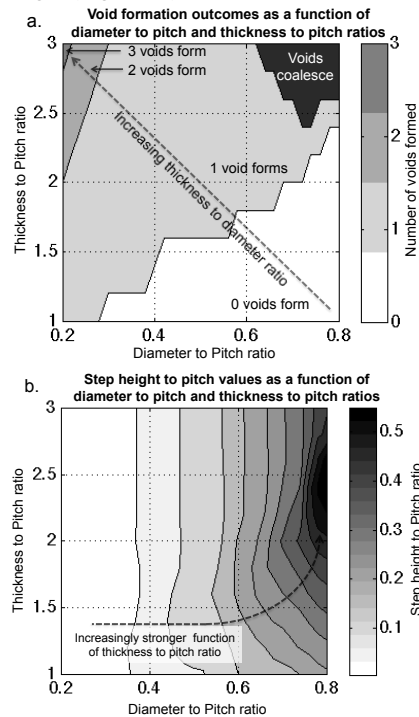 a.
Void formation outcomes as a function of
diameter to pitch and thickness to pitch ratios
3
2.5
2
1.5
1
Thickness to Pitch ratio
3 voids form
2 voids form
Voids
coalesce
1 void forms
Increasing thickness to diameter ratio
0 voids form
0.2
0.4
0.6
0.8
Diameter to Pitch ratio
3
2
1
0
Number of voids formed
b.
Step height to pitch values as a function of
diameter to pitch and thickness to pitch ratios
3
2.5
2
1.5
1
Thickness to Pitch ratio
Increasingly stronger function
of thickness to pitch ratio
0.2
0.4
0.6
0.8
Diameter to Pitch ratio
0.5
0.4
0.3
0.2
0.1
Step height to Pitch ratio